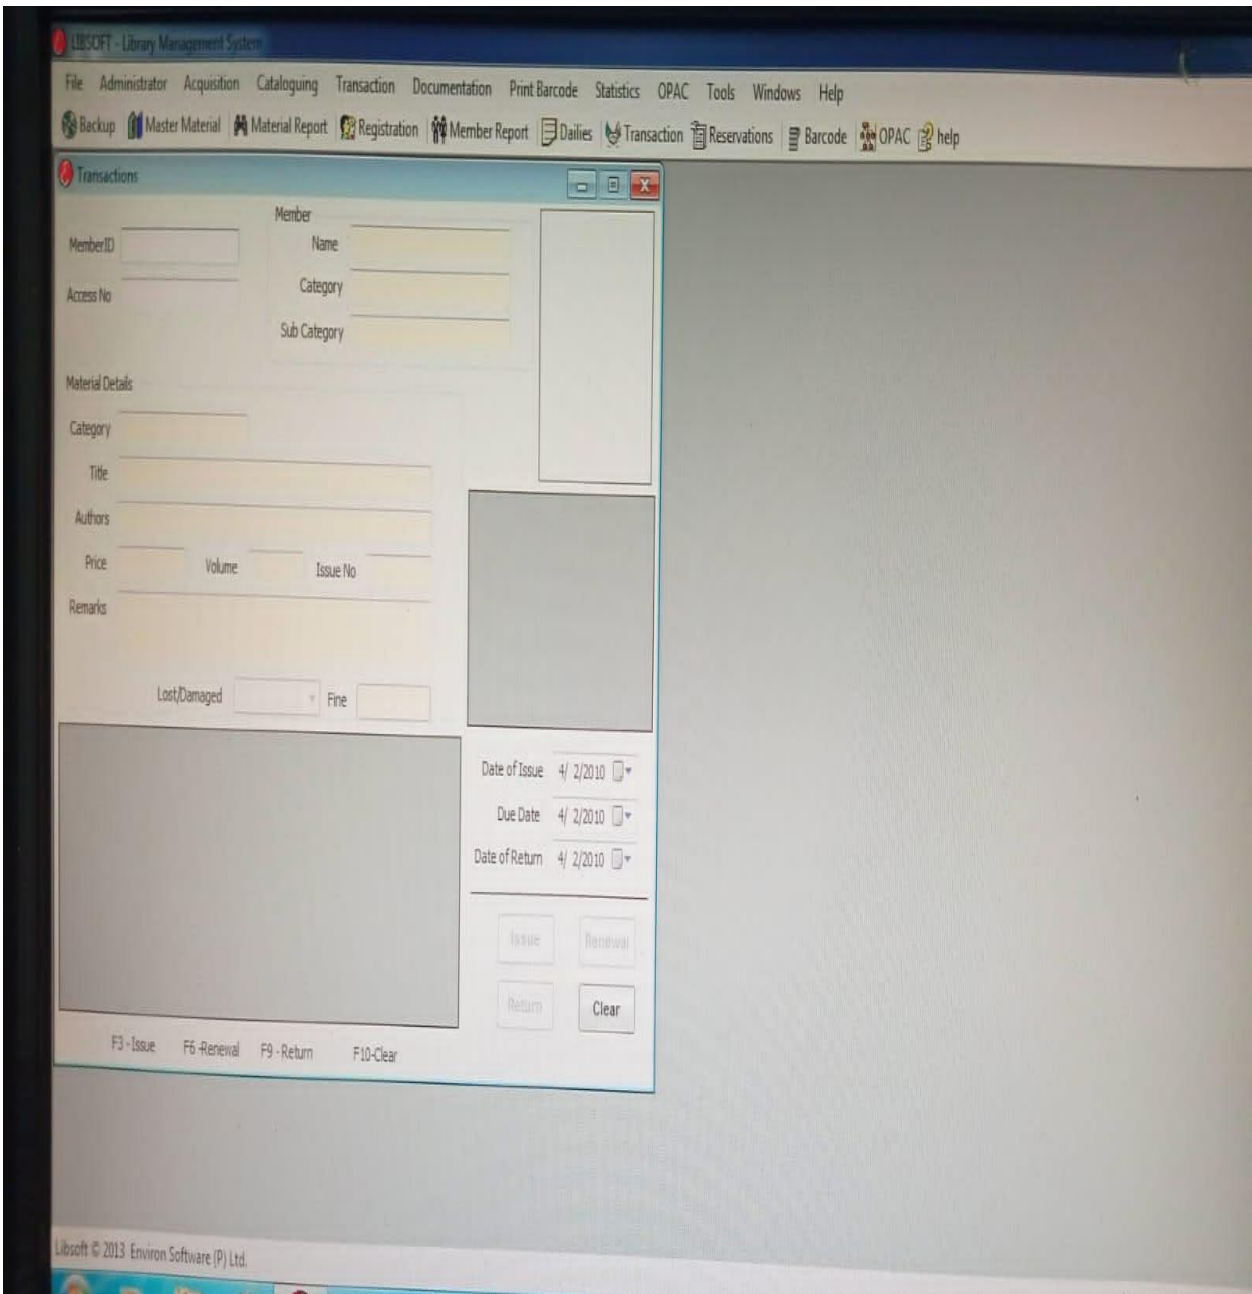 LIBSOFT - Library Management System
File Administrator Acquisition Cataloguing Transaction Documentation Print Barcode Statistics OPAC Tools Windows Help
Backup Master Material Material Report Registration Member Report Dailies Transaction Reservations Barcode OPAC help
Transactions
Member
MemberID
Name
Access No
Category
Sub Category
Material Details
Category
Title
Authors
Price Volume Issue No
Remarks
Lost/Damaged Fine
Date of Issue 4/ 2/2010
Due Date 4/ 2/2010
Date of Return 4/ 2/2010
Issue Renewal
Return Clear
F3 - Issue F6 -Renewal F9 - Return F10-Clear
Libsoft © 2013 Environ Software (P) Ltd.